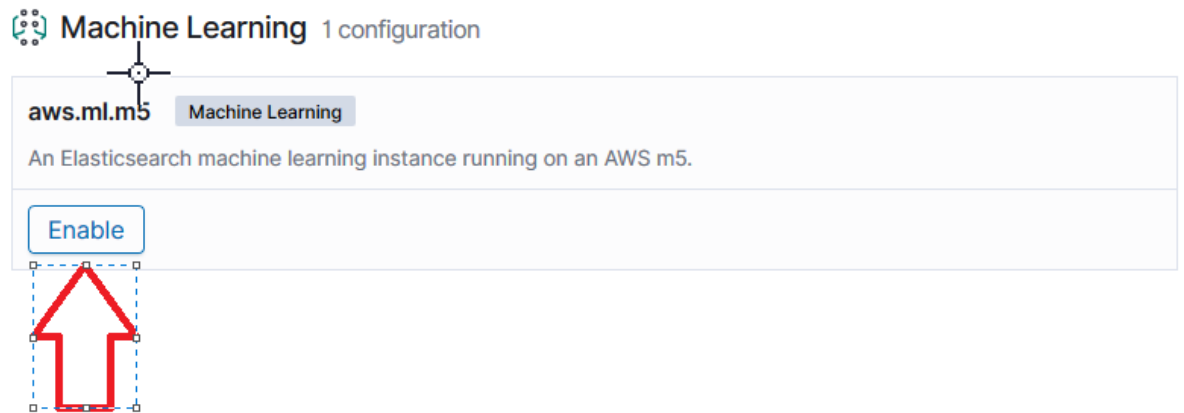 Machine Learning 1 configuration
aws.ml.m5 Machine Learning
An Elasticsearch machine learning instance running on an AWS m5.
Enable